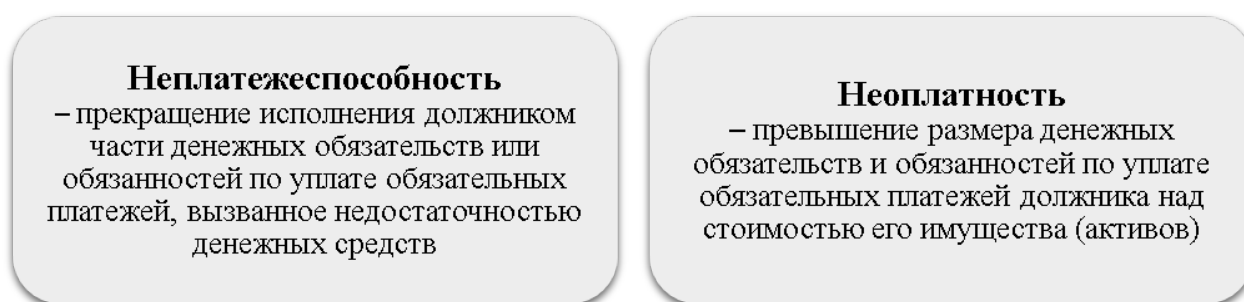 Неплатежеспособность
– прекращение исполнения должником
части денежных обязательств или
обязанностей по уплате обязательных
платежей, вызванное недостаточностью
денежных средств
Неоплатность
– превышение размера денежных
обязательств и обязанностей по уплате
обязательных платежей должника над
стоимостью его имущества (активов)